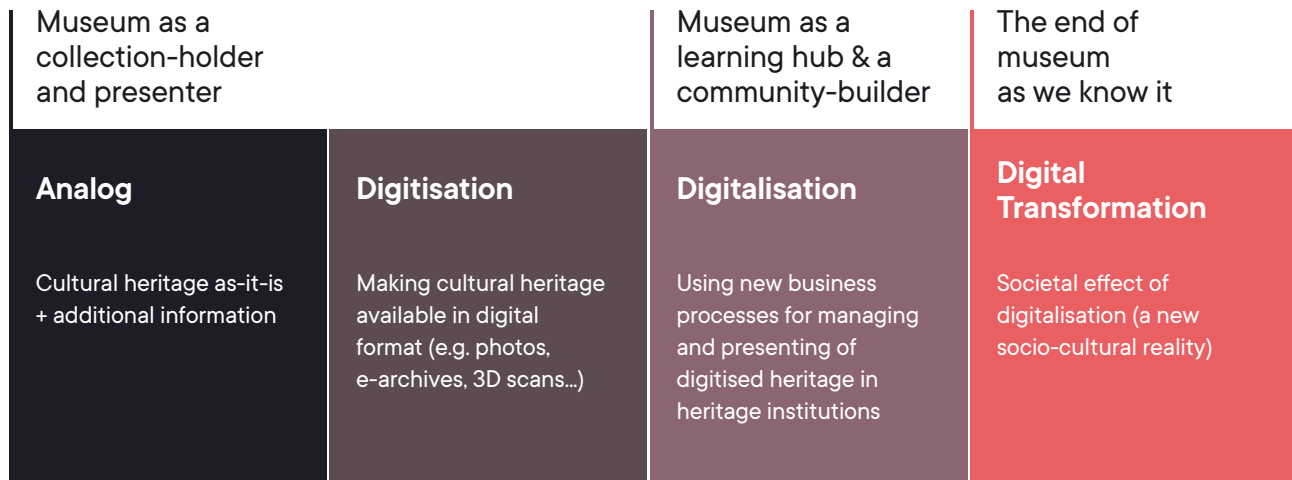 Museum as a
collection-holder
and presenter
Museum as a
learning hub & a
community-builder
The end of
museum
as we know it
Analog
Cultural heritage as-it-is
+ additional information
Digitisation
Making cultural heritage
available in digital
format (e.g. photos,
e-archives, 3D scans...)
Digitalisation
Using new business
processes for managing
and presenting of
digitised heritage in
heritage institutions
Digital
Transformation
Societal effect of
digitalisation (a new
socio-cultural reality)